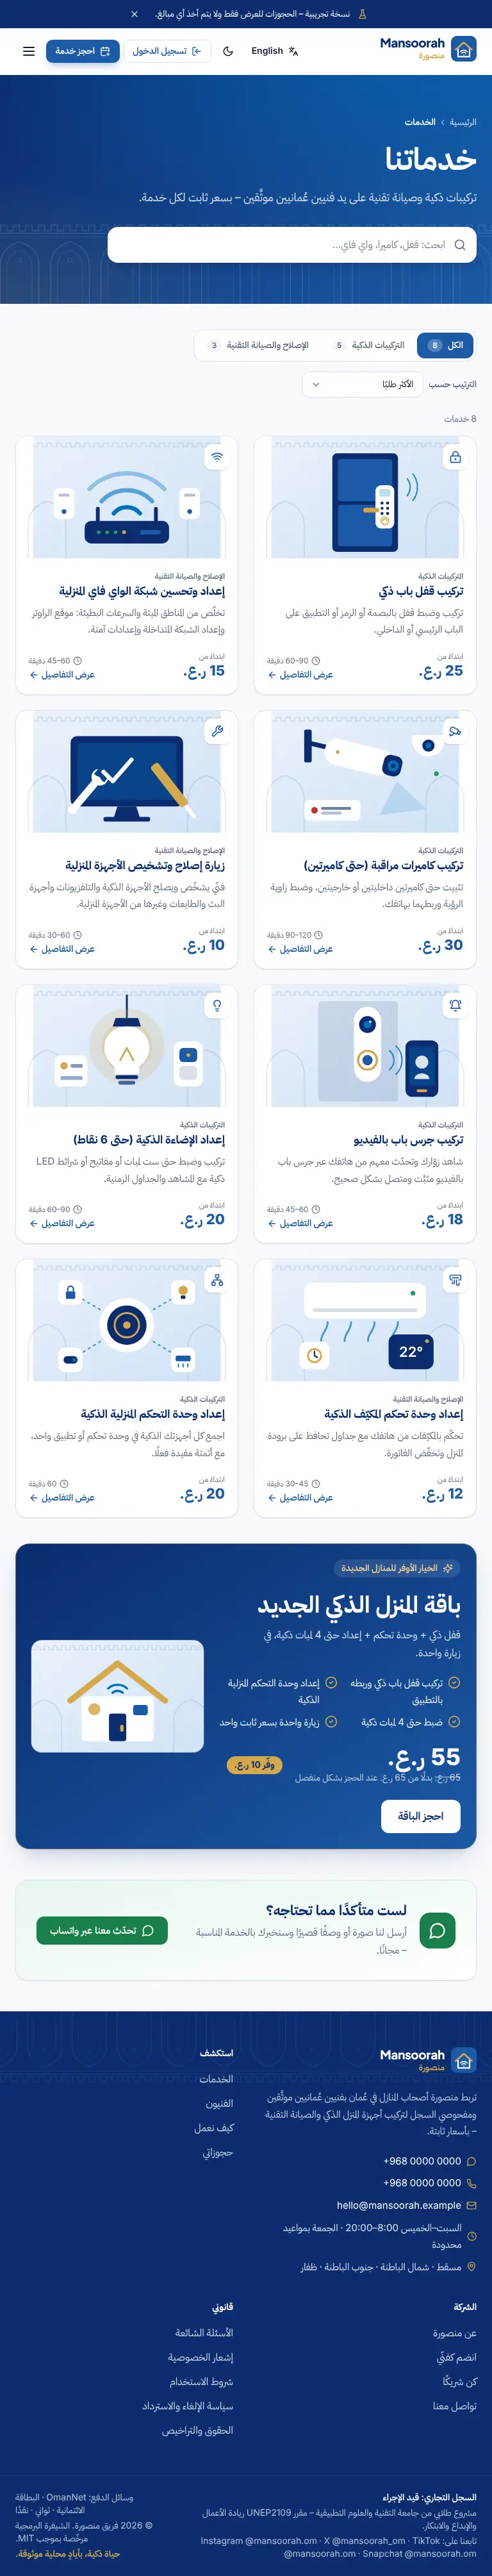 نسخة تجريبية – الحجوزات للعرض فقط ولا يتم أخذ أي مبالغ.
Mansoorah
منصورة
English
تسجيل الدخول
احجز خدمة
الرئيسية
الخدمات
خدماتنا
تركيبات ذكية وصيانة تقنية على يد فنيين عُمانيين موثَّقين – بسعر ثابت لكل خدمة.
ابحث: قفل، كاميرا، واي فاي...
الكل 8
التركيبات الذكية 5
الإصلاح والصيانة التقنية 3
الترتيب حسب
الأكثر طلبًا
8 خدمات
التركيبات الذكية
تركيب قفل باب ذكي
تركيب وضبط قفل بالبصمة أو الرمز أو التطبيق على
الباب الرئيسي أو الداخلي.
ابتداءً من
25 ر.ع.
60–90 دقيقة
عرض التفاصيل
الإصلاح والصيانة التقنية
إعداد وتحسين شبكة الواي فاي المنزلية
تخلّص من المناطق الميتة والسرعات البطيئة: موقع الراوتر
وإعداد الشبكة المتداخلة وإعدادات آمنة.
ابتداءً من
15 ر.ع.
45–60 دقيقة
عرض التفاصيل
التركيبات الذكية
تركيب كاميرات مراقبة (حتى كاميرتين)
تثبيت حتى كاميرتين داخليتين أو خارجيتين، وضبط زاوية
الرؤية وربطهما بهاتفك.
ابتداءً من
30 ر.ع.
90–120 دقيقة
عرض التفاصيل
الإصلاح والصيانة التقنية
زيارة إصلاح وتشخيص الأجهزة المنزلية
فنّي يشخّص ويصلح الأجهزة الذكية والتلفزيونات وأجهزة
البث والطابعات وغيرها من الأجهزة المنزلية.
ابتداءً من
10 ر.ع.
30–60 دقيقة
عرض التفاصيل
التركيبات الذكية
تركيب جرس باب بالفيديو
شاهد زوّارك وتحدّث معهم من هاتفك عبر جرس باب
بالفيديو مثبّت ومتصل بشكل صحيح.
ابتداءً من
18 ر.ع.
45–60 دقيقة
عرض التفاصيل
التركيبات الذكية
إعداد الإضاءة الذكية (حتى 6 نقاط)
تركيب وضبط حتى ست لمبات أو مفاتيح أو شرائط LED
ذكية مع المشاهد والجداول الزمنية.
ابتداءً من
20 ر.ع.
60–90 دقيقة
عرض التفاصيل
22°
الإصلاح والصيانة التقنية
إعداد وحدة تحكم المكيّف الذكية
تحكّم بالمكيّفات من هاتفك مع جداول تحافظ على برودة
المنزل وتخفّض الفاتورة.
ابتداءً من
12 ر.ع.
30–45 دقيقة
عرض التفاصيل
التركيبات الذكية
إعداد وحدة التحكم المنزلية الذكية
اجمع كل أجهزتك الذكية في وحدة تحكم أو تطبيق واحد،
مع أتمتة مفيدة فعلًا.
ابتداءً من
20 ر.ع.
60 دقيقة
عرض التفاصيل
الخيار الأوفر للمنازل الجديدة
باقة المنزل الذكي الجديد
قفل ذكي + وحدة تحكم + إعداد حتى 4 لمبات ذكية، في
زيارة واحدة.
تركيب قفل باب ذكي وربطه
بالتطبيق
إعداد وحدة التحكم المنزلية
الذكية
ضبط حتى 4 لمبات ذكية
زيارة واحدة بسعر ثابت واحد
55 ر.ع.
65 ر.ع. بدلًا من 65 ر.ع. عند الحجز بشكل منفصل
وفّر 10 ر.ع.
احجز الباقة
لست متأكدًا مما تحتاجه؟
أرسل لنا صورة أو وصفًا قصيرًا وسنخبرك بالخدمة المناسبة
– مجانًا.
تحدّث معنا عبر واتساب
Mansoorah
منصورة
تربط منصورة أصحاب المنازل في عُمان بفنيين عُمانيين موثَّقين
ومفحوصي السجل لتركيب أجهزة المنزل الذكي والصيانة التقنية
– بأسعار ثابتة.
+968 0000 0000
+968 0000 0000
hello@mansoorah.example
السبت–الخميس 8:00–20:00 · الجمعة بمواعيد
محدودة
مسقط · شمال الباطنة · جنوب الباطنة · ظفار
استكشف
الخدمات
الفنيون
كيف نعمل
حجوزاتي
الشركة
عن منصورة
انضم كفنّي
كن شريكًا
تواصل معنا
قانوني
الأسئلة الشائعة
إشعار الخصوصية
شروط الاستخدام
سياسة الإلغاء والاسترداد
الحقوق والتراخيص
السجل التجاري: قيد الإجراء
مشروع طلابي من جامعة التقنية والعلوم التطبيقية – مقرر UNEP2109 ريادة الأعمال
والإبداع والابتكار.
تابعنا على: Instagram @mansoorah.om · X @mansoorah_om · TikTok
@mansoorah.om · Snapchat @mansoorah.om
وسائل الدفع: OmanNet · البطاقة
الائتمانية · ثواني · نقدًا
© 2026 فريق منصورة. الشيفرة البرمجية
مرخّصة بموجب MIT.
حياة ذكية، بأيادٍ محلية موثوقة.